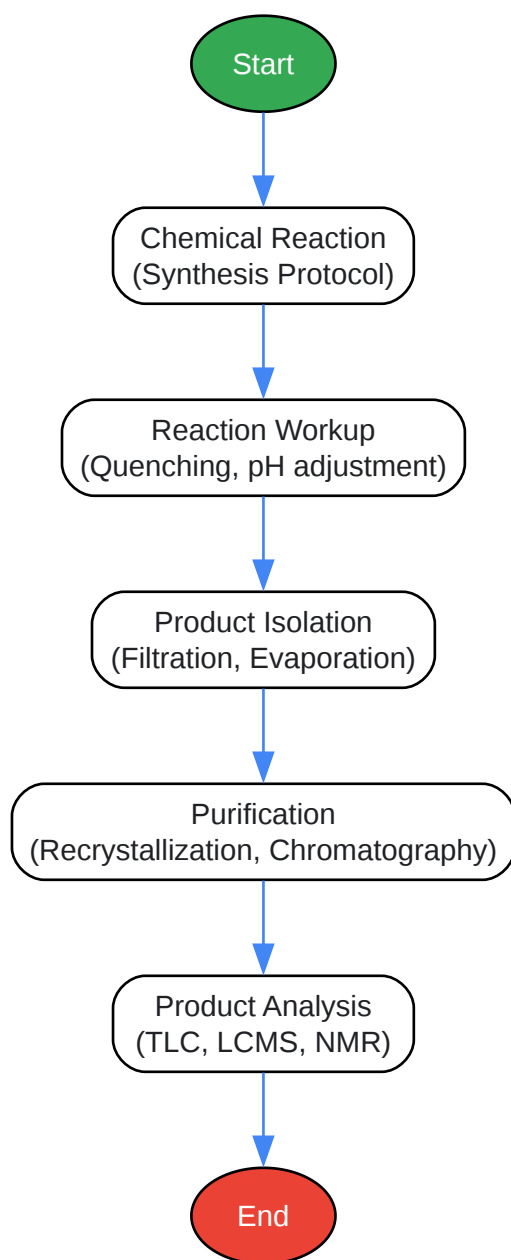 Start
Chemical Reaction
(Synthesis Protocol)
Reaction Workup
(Quenching, pH adjustment)
Product Isolation
(Filtration, Evaporation)
Purification
(Recrystallization, Chromatography)
Product Analysis
(TLC, LCMS, NMR)
End